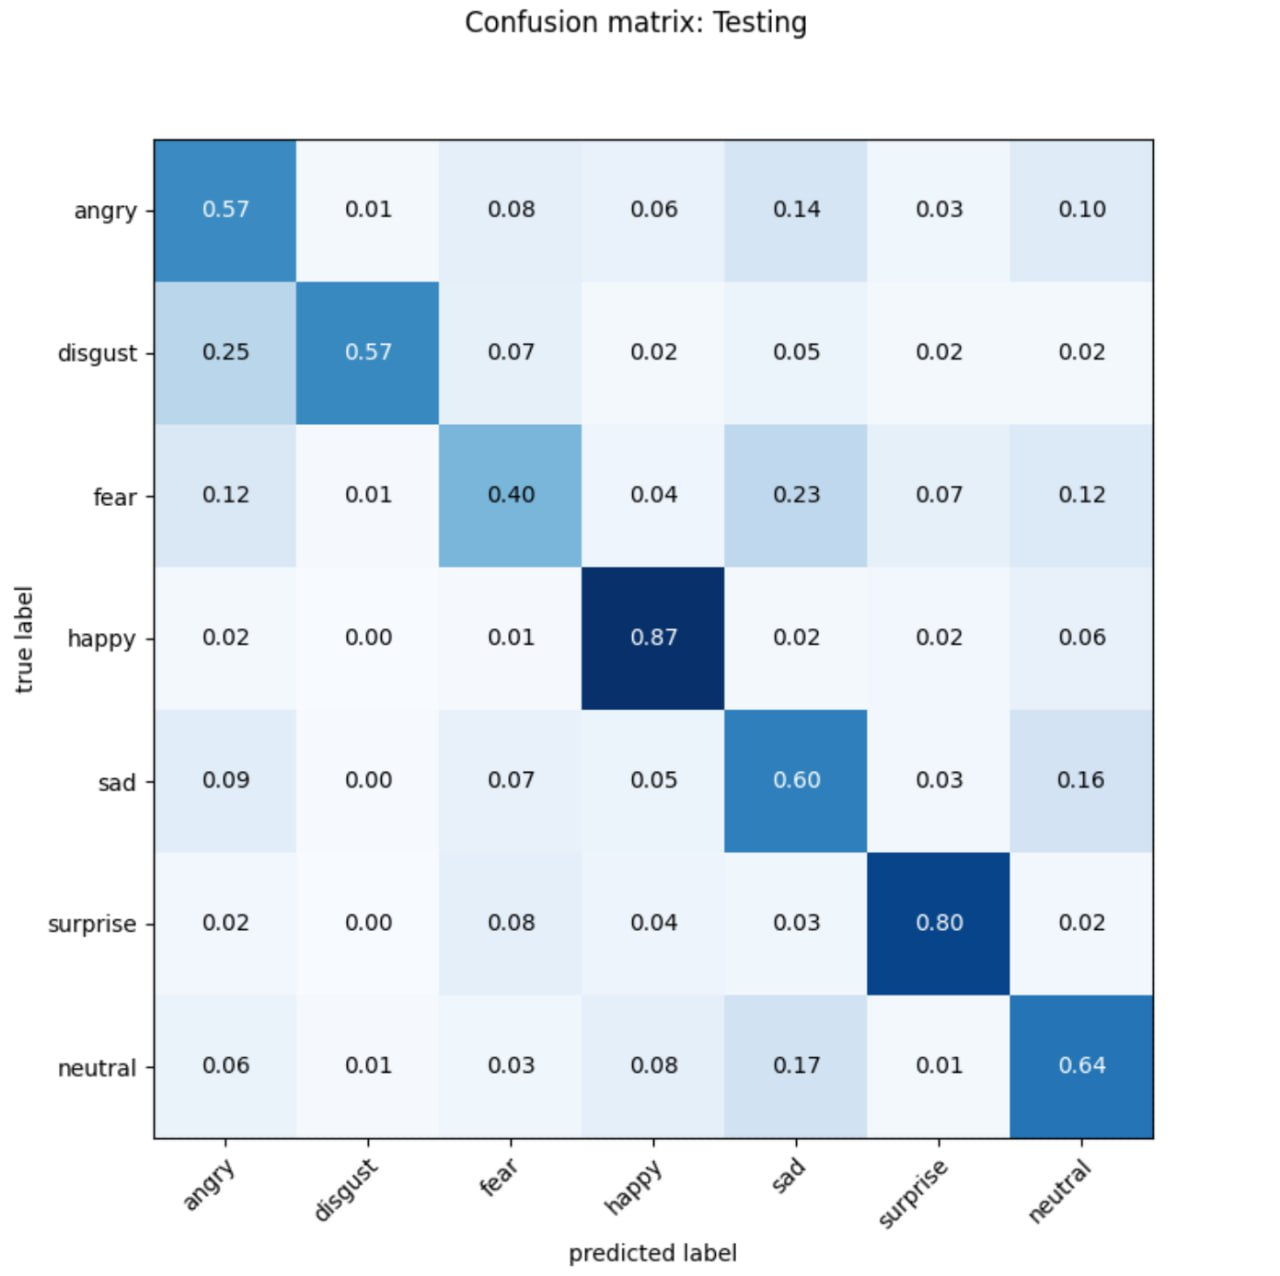 Confusion matrix: Testing
angry 0.57 0.01 0.08 0.06 0.14 0.03 0.10
disgust 0.25 0.57 0.07 0.02 0.05 0.02 0.02
fear 0.12 0.01 0.40 0.04 0.23 0.07 0.12
happy 0.02 0.00 0.01 0.87 0.02 0.02 0.06
sad 0.09 0.00 0.07 0.05 0.60 0.03 0.16
surprise 0.02 0.00 0.08 0.04 0.03 0.80 0.02
neutral 0.06 0.01 0.03 0.08 0.17 0.01 0.64
true label
angry disgust fear happy sad surprise neutral
predicted label